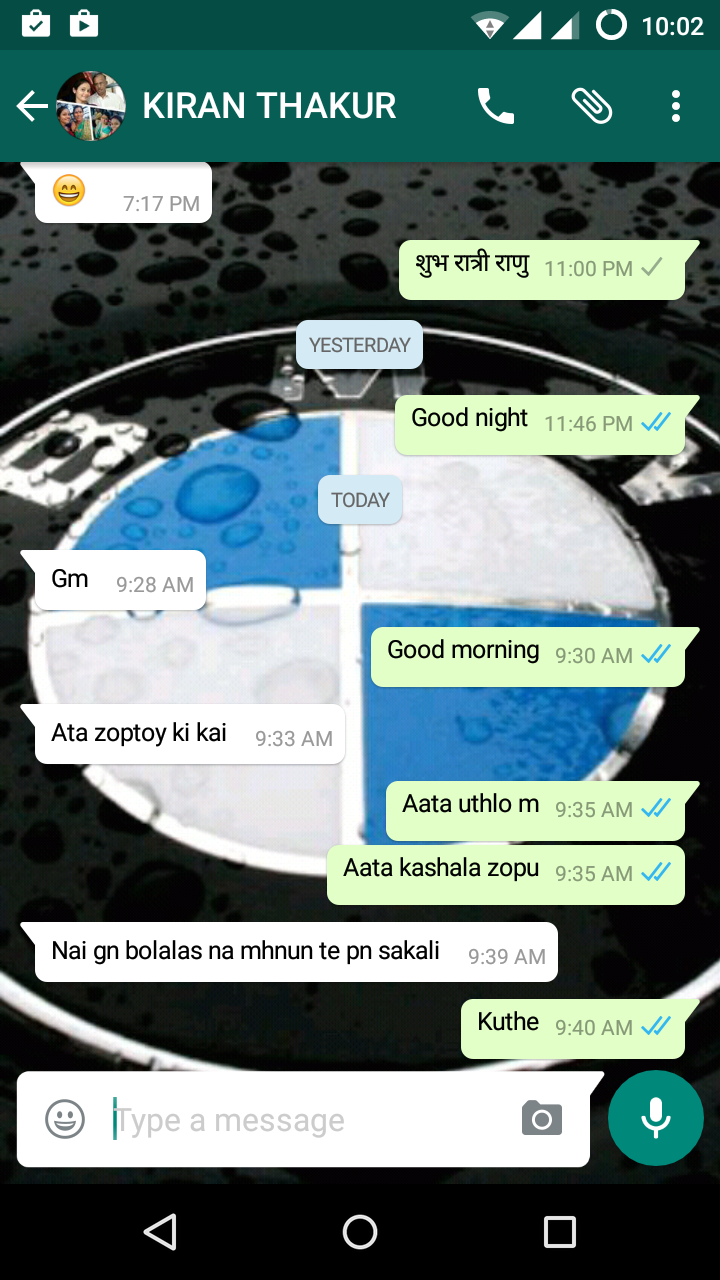 10:02
KIRAN THAKUR
😄 7:17 PM
शुभ रात्री राणु 11:00 PM
YESTERDAY
Good night 11:46 PM
TODAY
Gm 9:28 AM
Good morning 9:30 AM
Ata zoptoy ki kai 9:33 AM
Aata uthlo m 9:35 AM
Aata kashala zopu 9:35 AM
Nai gn bolalas na mhnun te pn sakali 9:39 AM
Kuthe 9:40 AM
Type a message